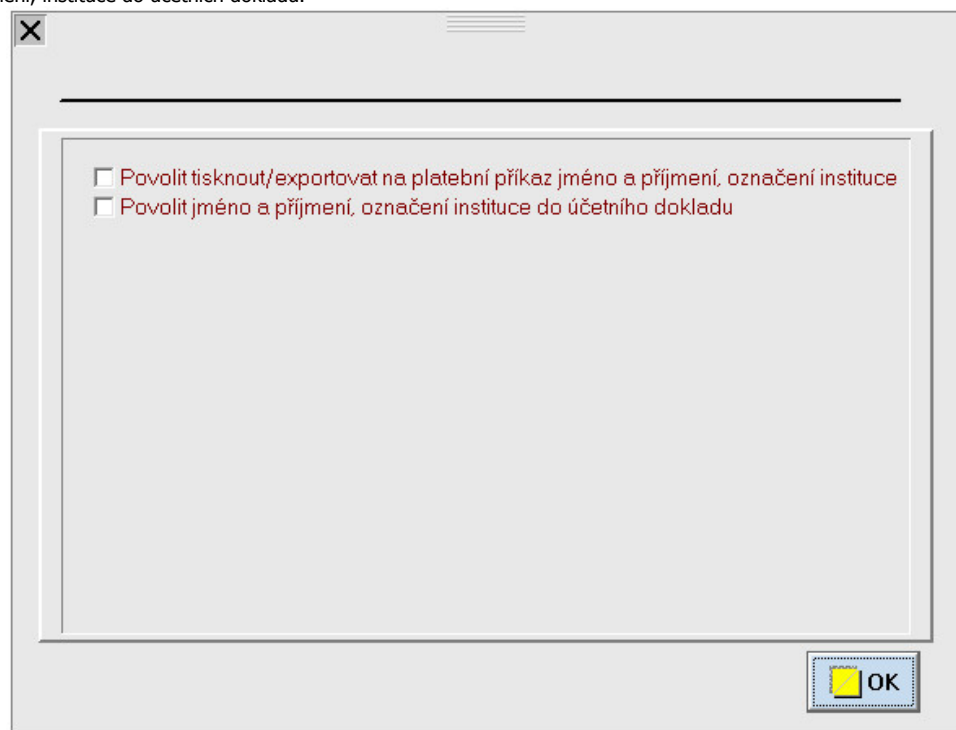 instituce do účetních dokladů.
Povolit tisknout/exportovat na platební příkaz jméno a příjmení, označení instituce
Povolit jméno a příjmení, označení instituce do účetního dokladu
OK